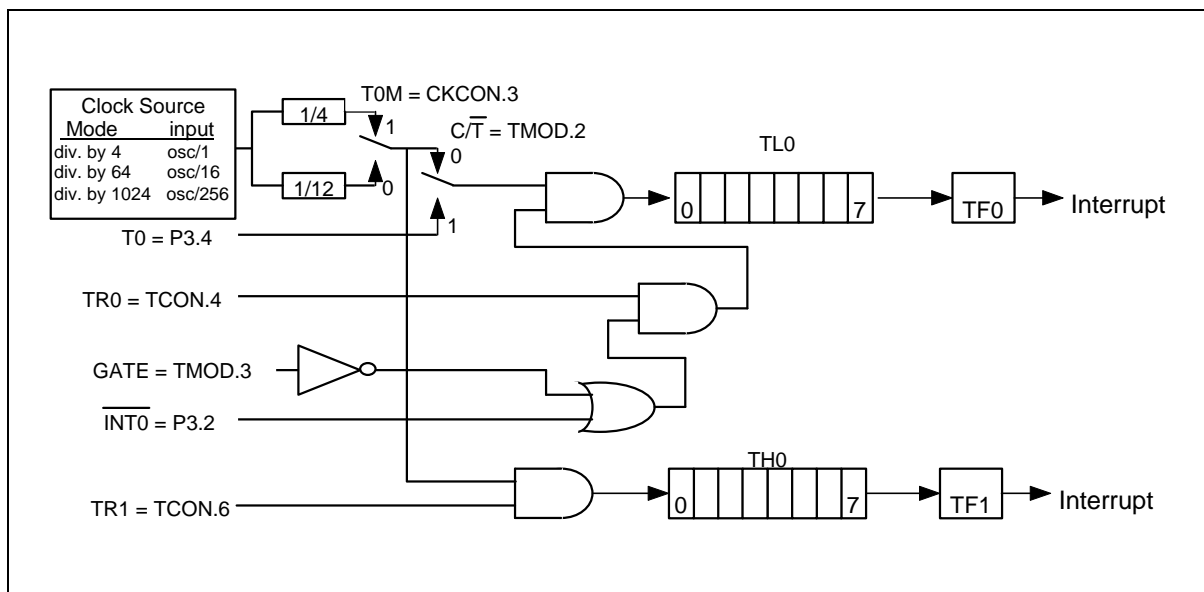 Clock Source
Mode input
div. by 4 osc/1
div. by 64 osc/16
div. by 1024 osc/256
1/4
1/12
T0M = CKCON.3
1
0
C/T̅ = TMOD.2
0
1
T0 = P3.4
TL0
0 7
TF0
Interrupt
TR0 = TCON.4
GATE = TMOD.3
I̅N̅T̅0̅ = P3.2
TH0
TR1 = TCON.6
0 7
TF1
Interrupt